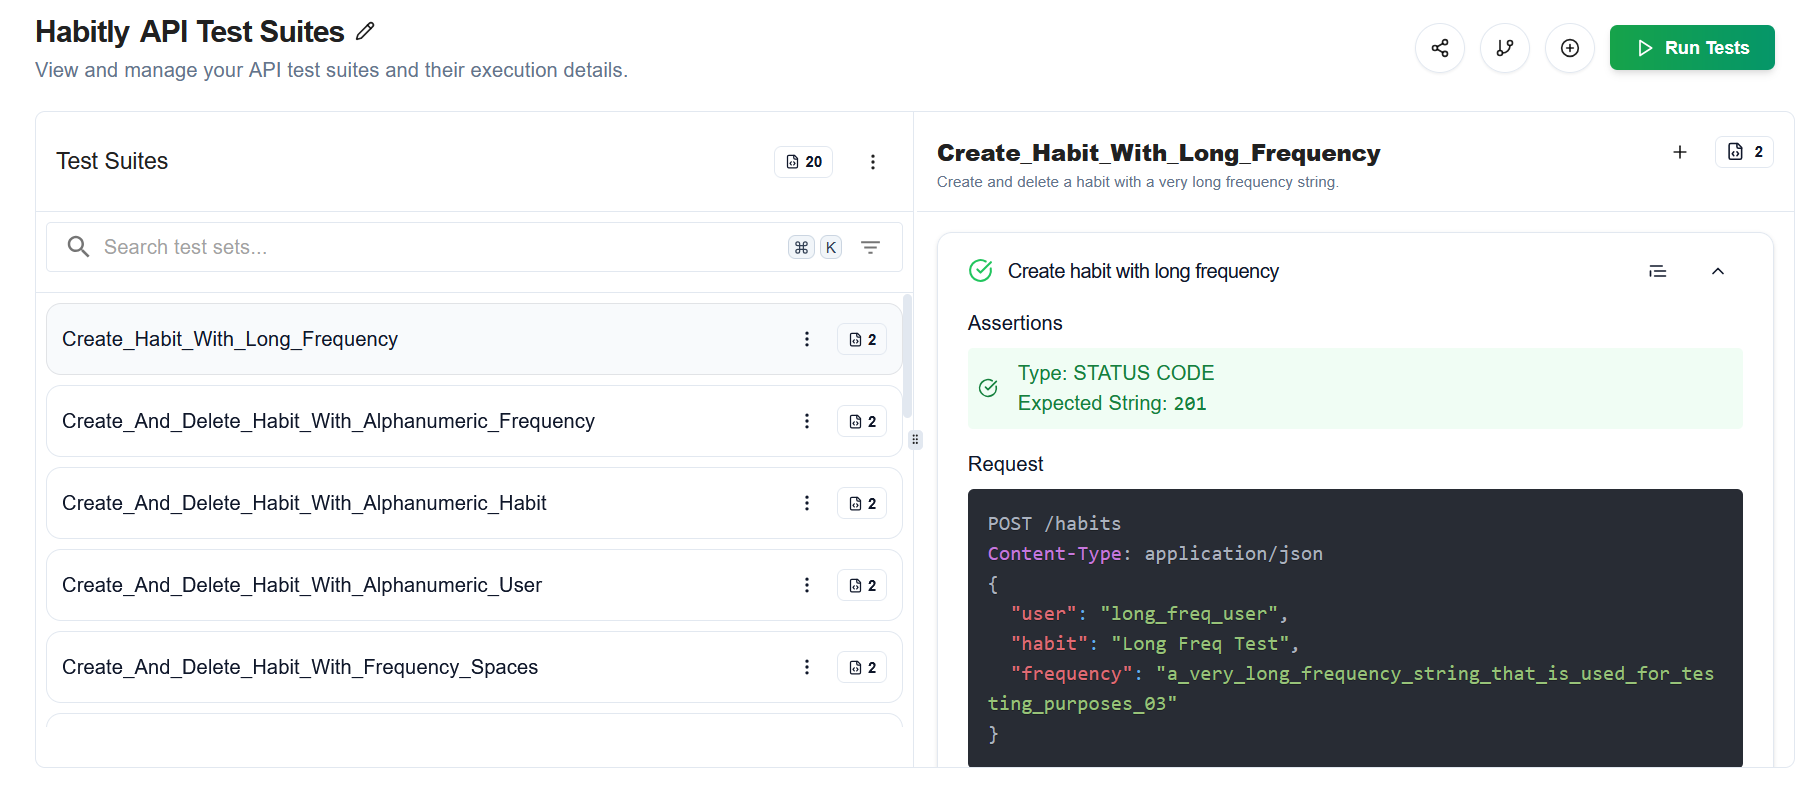 Habitly API Test Suites
View and manage your API test suites and their execution details.
Run Tests
Test Suites
20
Search test sets...
⌘ K
Create_Habit_With_Long_Frequency
2
Create_And_Delete_Habit_With_Alphanumeric_Frequency
2
Create_And_Delete_Habit_With_Alphanumeric_Habit
2
Create_And_Delete_Habit_With_Alphanumeric_User
2
Create_And_Delete_Habit_With_Frequency_Spaces
2
Create_Habit_With_Long_Frequency
2
Create and delete a habit with a very long frequency string.
Create habit with long frequency
Assertions
Type: STATUS CODE
Expected String: 201
Request
POST /habits
Content-Type: application/json
{
"user": "long_freq_user",
"habit": "Long Freq Test",
"frequency": "a_very_long_frequency_string_that_is_used_for_tes
ting_purposes_03"
}